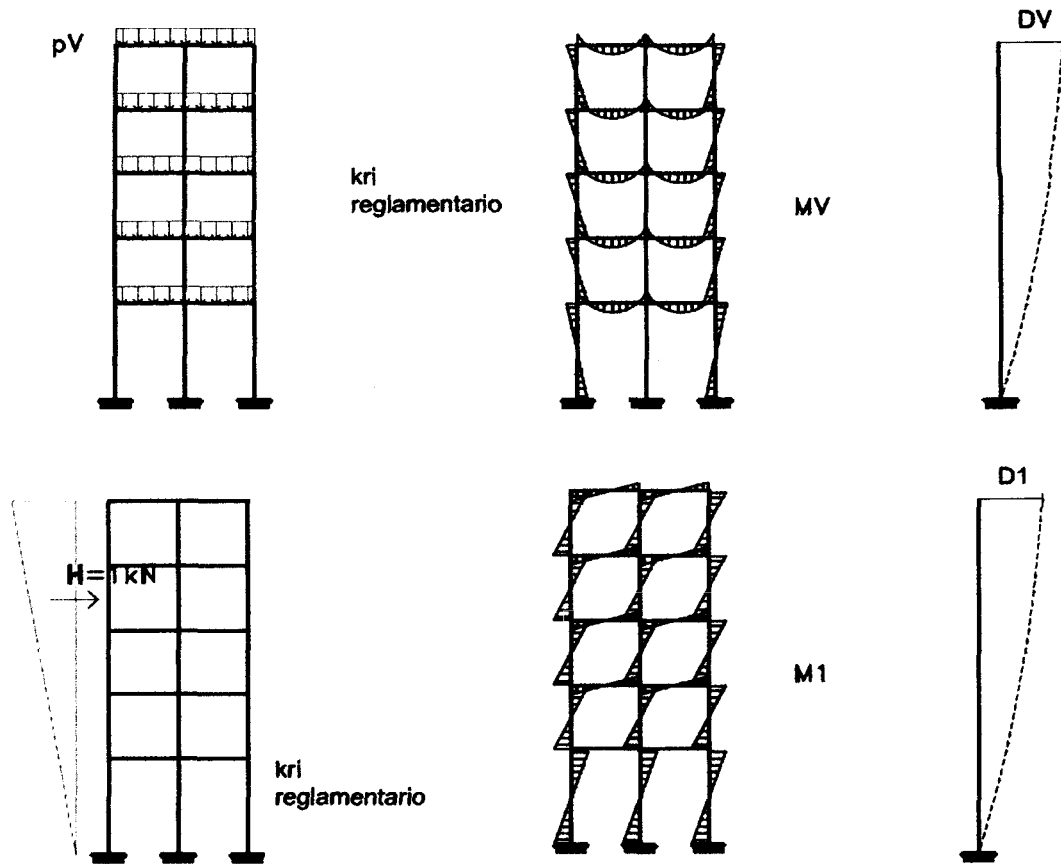 pV
kri
reglamentario
MV
DV
H=1kN
kri
reglamentario
M1
D1